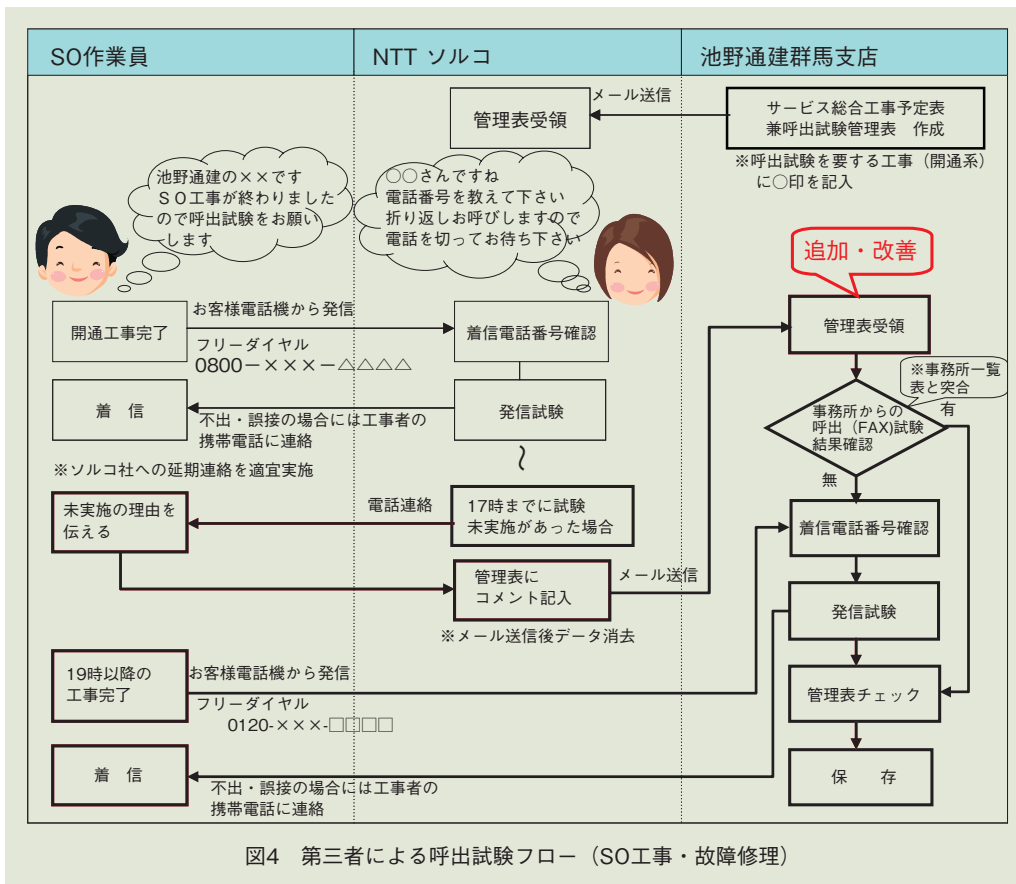 SO作業員
NTT ソルコ
池野通建群馬支店
管理表受領
メール送信
サービス総合工事予定表
兼呼出試験管理表 作成
※呼出試験を要する工事（開通系）
に○印を記入
池野通建の××です
ＳＯ工事が終わりました
ので呼出試験をお願い
します
○○さんですね
電話番号を教えて下さい
折り返しお呼びしますので
電話を切ってお待ち下さい
追加・改善
開通工事完了
お客様電話機から発信
フリーダイヤル
0800－×××－△△△△
着信電話番号確認
管理表受領
着 信
不出・誤接の場合には工事者の
携帯電話に連絡
発信試験
※事務所一覧
表と突合
事務所からの
呼出（FAX)試験
結果確認
有
無
※ソルコ社への延期連絡を適宜実施
～
未実施の理由を
伝える
電話連絡
17時までに試験
未実施があった場合
着信電話番号確認
管理表に
コメント記入
メール送信
※メール送信後データ消去
発信試験
19時以降の
工事完了
お客様電話機から発信
フリーダイヤル
0120-×××-□□□□
管理表チェック
着 信
不出・誤接の場合には工事者の
携帯電話に連絡
保 存
図4 第三者による呼出試験フロー（SO工事・故障修理）